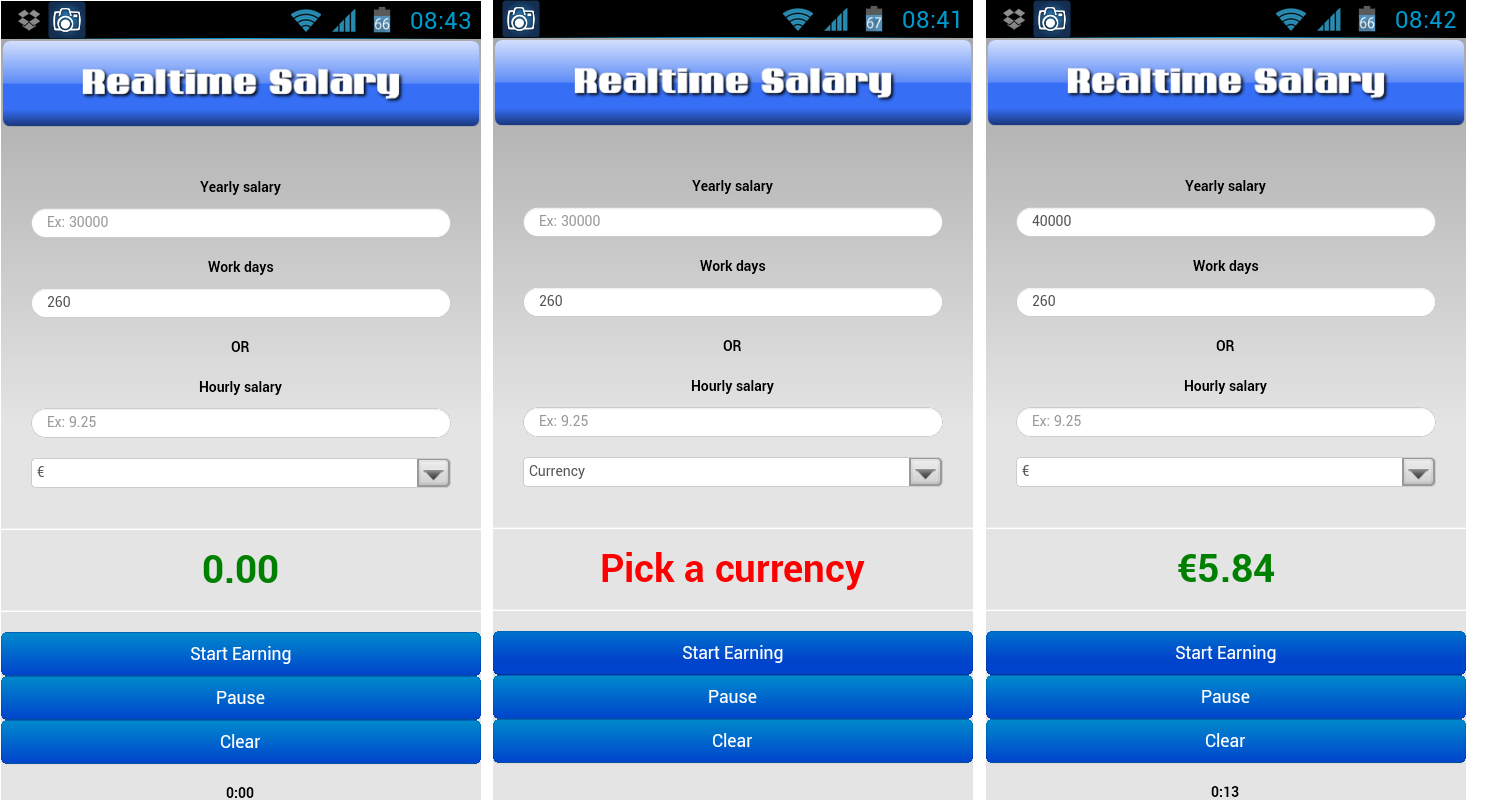 66 08:43
Realtime Salary
Yearly salary
Ex: 30000
Work days
260
OR
Hourly salary
Ex: 9.25
€
0.00
Start Earning
Pause
Clear
0:00
67 08:41
Realtime Salary
Yearly salary
Ex: 30000
Work days
260
OR
Hourly salary
Ex: 9.25
Currency
Pick a currency
Start Earning
Pause
Clear
66 08:42
Realtime Salary
Yearly salary
40000
Work days
260
OR
Hourly salary
Ex: 9.25
€
€5.84
Start Earning
Pause
Clear
0:13